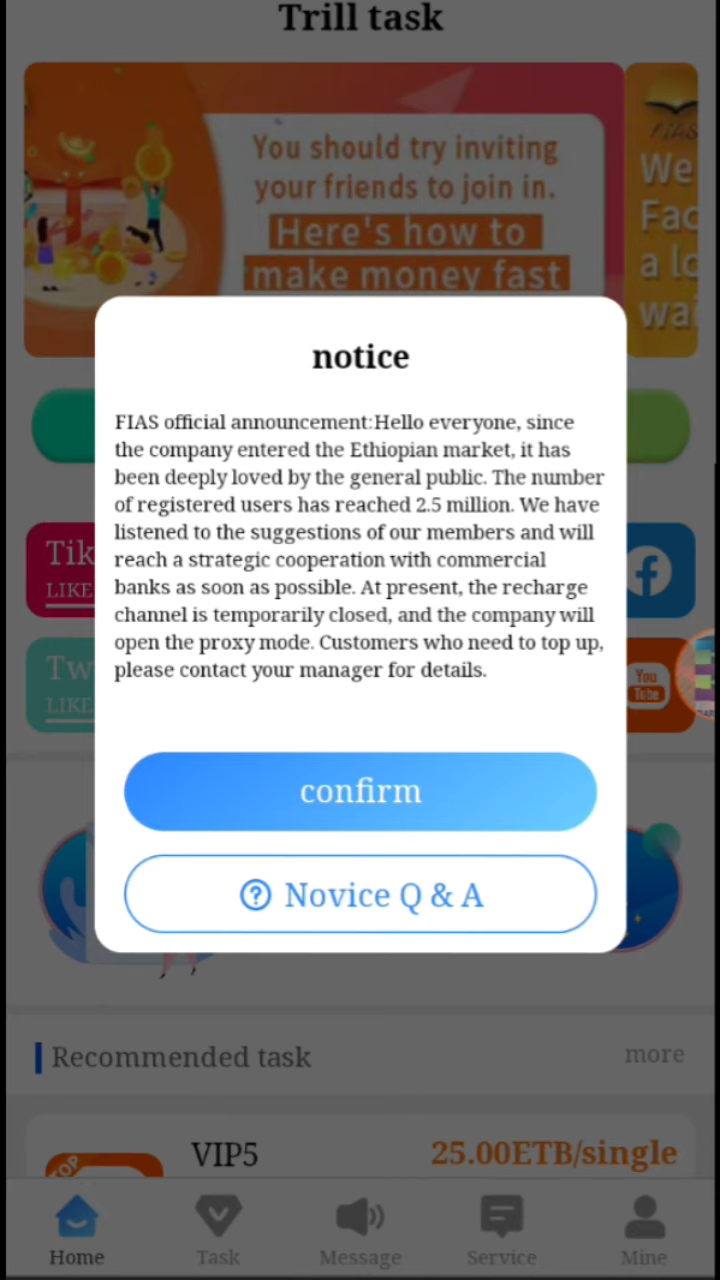 Trill task
You should try inviting
your friends to join in.
Here's how to
make money fast
FIAS
We
Fac
a lo
wai
notice
FIAS official announcement:Hello everyone, since
the company entered the Ethiopian market, it has
been deeply loved by the general public. The number
of registered users has reached 2.5 million. We have
listened to the suggestions of our members and will
reach a strategic cooperation with commercial
banks as soon as possible. At present, the recharge
channel is temporarily closed, and the company will
open the proxy mode. Customers who need to top up,
please contact your manager for details.
Tik
LIKE
Tw
LIKE
You
Tube
confirm
Novice Q & A
Recommended task
more
TOP
VIP5
25.00ETB/single
Home
Task
Message
Service
Mine